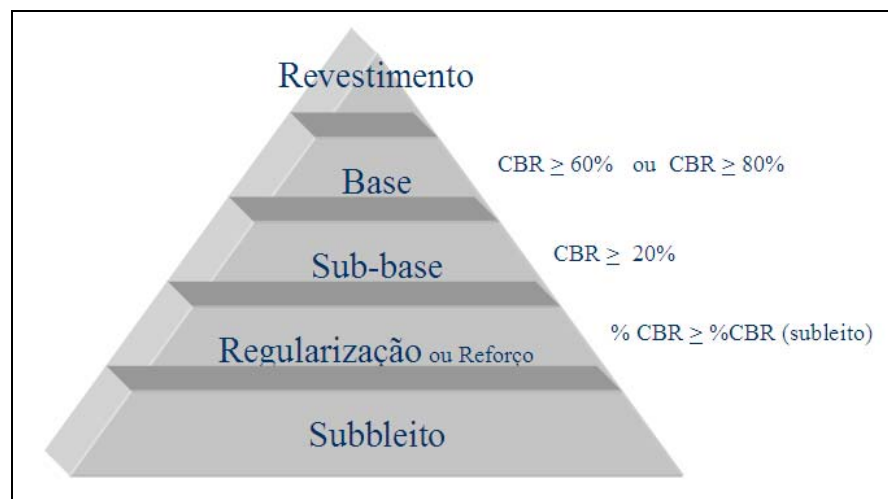 Revestimento
Base
CBR ≥ 60% ou CBR ≥ 80%
Sub-base
CBR ≥ 20%
Regularização ou Reforço
% CBR ≥ %CBR (subleito)
Subbleito